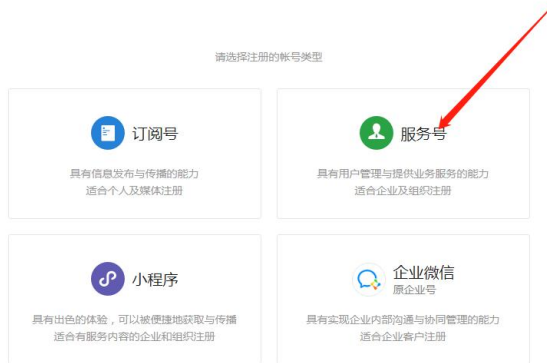 请选择注册的帐号类型
订阅号
具有信息发布与传播的能力
适合个人及媒体注册
服务号
具有用户管理与提供业务服务的能力
适合企业及组织注册
小程序
具有出色的体验，可以被便捷地获取与传播
适合有服务内容的企业和组织注册
企业微信
原企业号
具有实现企业内部沟通与协同管理的能力
适合企业客户注册